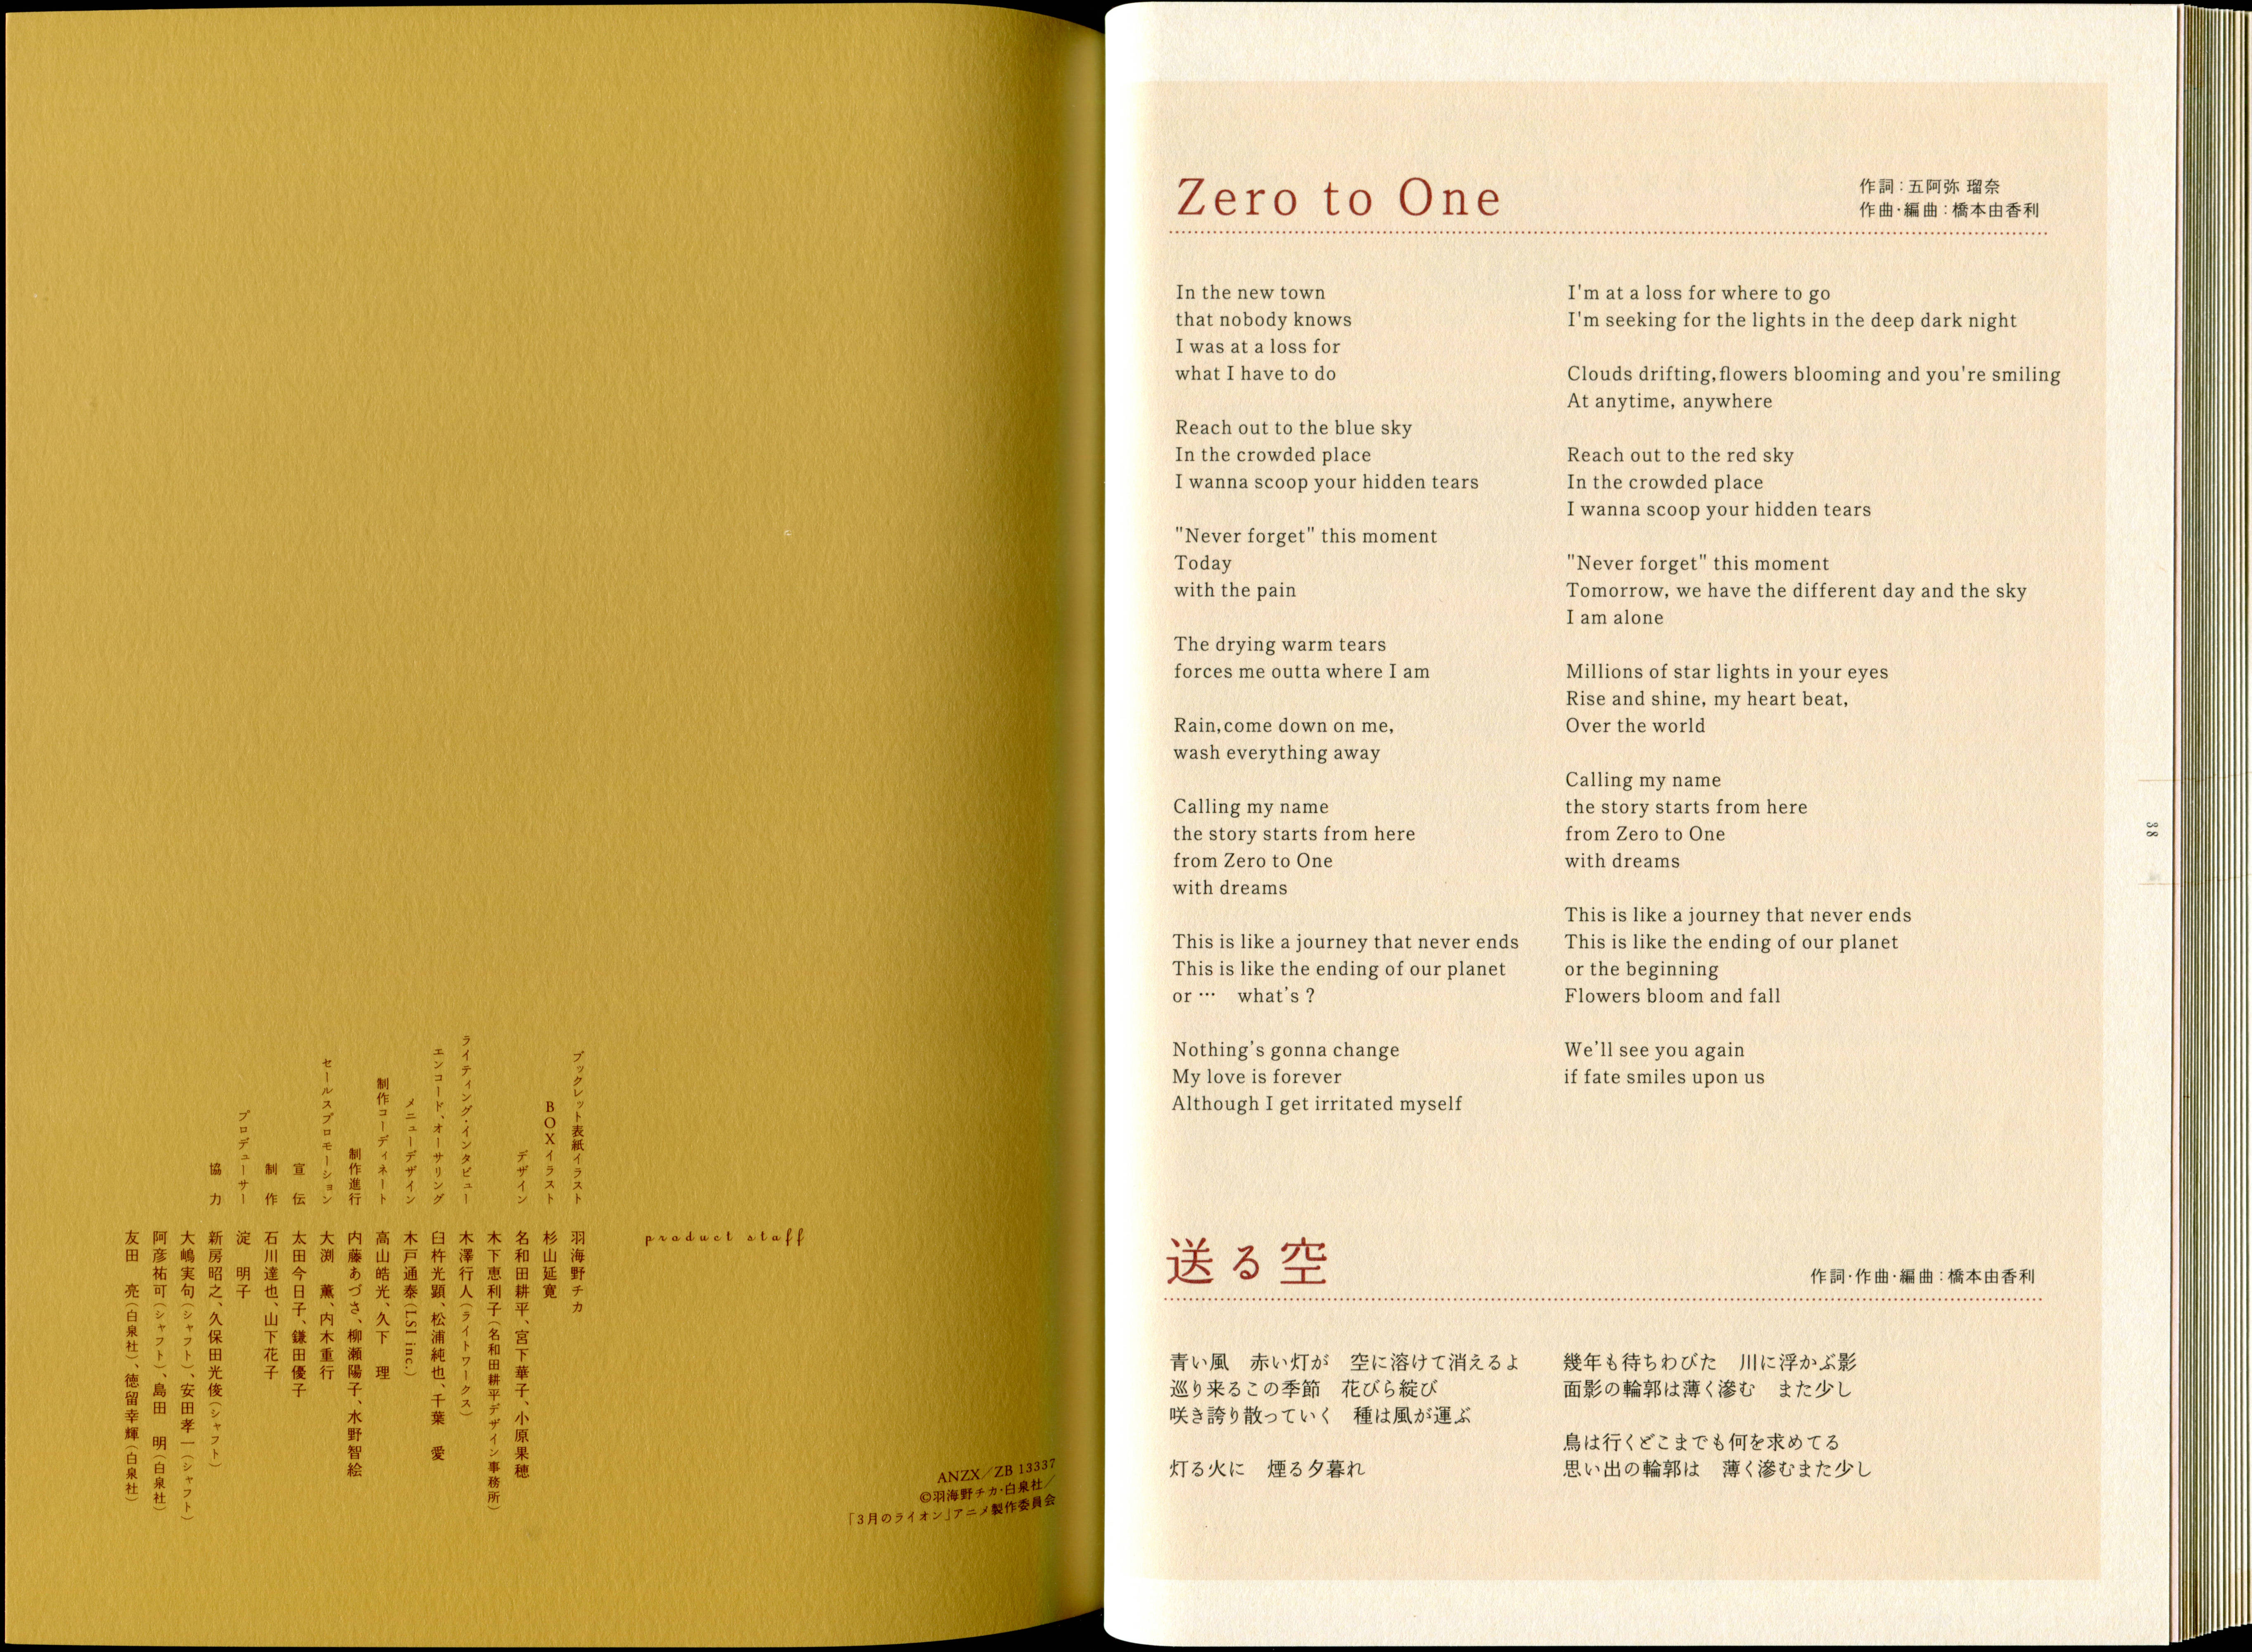 Zero to One
作詞：五阿弥 瑠奈
作曲・編曲：橋本由香利
In the new town
that nobody knows
I was at a loss for
what I have to do
Reach out to the blue sky
In the crowded place
I wanna scoop your hidden tears
"Never forget" this moment
Today
with the pain
The drying warm tears
forces me outta where I am
Rain,come down on me,
wash everything away
Calling my name
the story starts from here
from Zero to One
with dreams
This is like a journey that never ends
This is like the ending of our planet
or …　what's ?
Nothing's gonna change
My love is forever
Although I get irritated myself
I'm at a loss for where to go
I'm seeking for the lights in the deep dark night
Clouds drifting,flowers blooming and you're smiling
At anytime, anywhere
Reach out to the red sky
In the crowded place
I wanna scoop your hidden tears
"Never forget" this moment
Tomorrow, we have the different day and the sky
I am alone
Millions of star lights in your eyes
Rise and shine, my heart beat,
Over the world
Calling my name
the story starts from here
from Zero to One
with dreams
This is like a journey that never ends
This is like the ending of our planet
or the beginning
Flowers bloom and fall
We'll see you again
if fate smiles upon us
送る空
作詞・作曲・編曲：橋本由香利
青い風　赤い灯が　空に溶けて消えるよ
巡り来るこの季節　花びら綻び
咲き誇り散っていく　種は風が運ぶ
灯る火に　煙る夕暮れ
幾年も待ちわびた　川に浮かぶ影
面影の輪郭は薄く滲む　また少し
鳥は行くどこまでも何を求めてる
思い出の輪郭は　薄く滲むまた少し
38
product staff
ブックレット表紙イラスト　羽海野チカ
BOXイラスト　杉山延寛
デザイン　名和田耕平、宮下華子、小原果穂
木下恵利子（名和田耕平デザイン事務所）
ライティング・インタビュー　木澤行人（ライトワークス）
エンコード、オーサリング　臼杵光顕、松浦純也、千葉　愛
メニューデザイン　木戸通泰（LSI inc.）
制作コーディネート　高山皓光、久下　理
制作進行　内藤あづさ、柳瀬陽子、水野智絵
セールスプロモーション　大渕　薫、内木重行
宣　伝　太田今日子、鎌田優子
制　作　石川達也、山下花子
プロデューサー　淀　明子
協　力　新房昭之、久保田光俊（シャフト）
大嶋実句（シャフト）、安田孝一（シャフト）
阿彦祐可（シャフト）、島田　明（白泉社）
友田　亮（白泉社）、徳留幸輝（白泉社）
ANZX／ZB 13337
©羽海野チカ・白泉社／
「3月のライオン」アニメ製作委員会